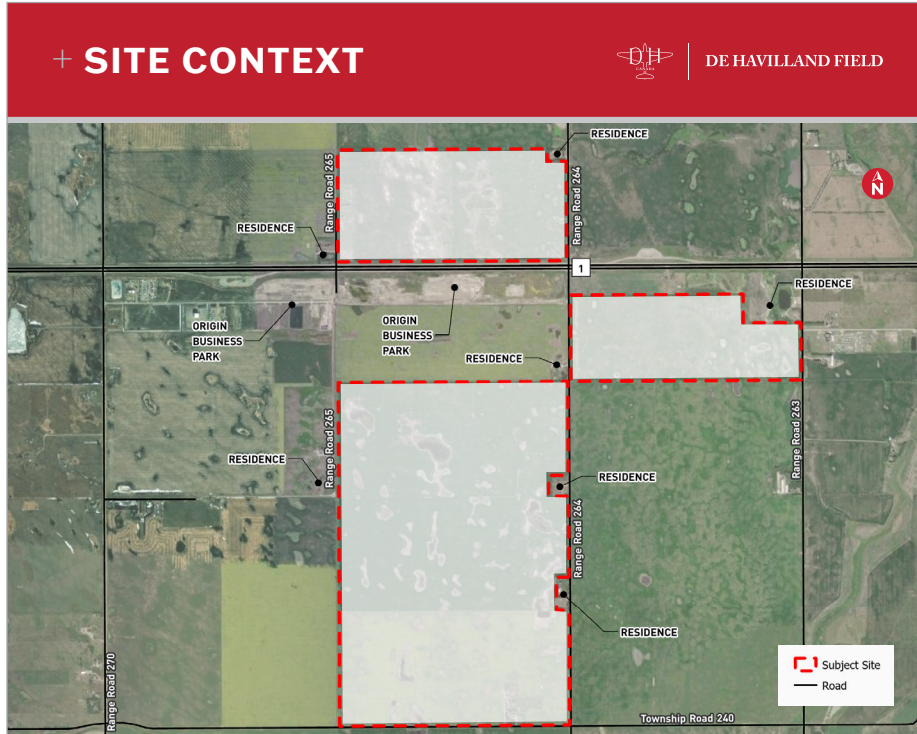 + SITE CONTEXT
DH
CANADA
DE HAVILLAND FIELD
RESIDENCE
Range Road 265
Range Road 264
A
N
RESIDENCE
1
RESIDENCE
ORIGIN
BUSINESS
PARK
ORIGIN
BUSINESS
PARK
RESIDENCE
Range Road 265
Range Road 263
RESIDENCE
RESIDENCE
Range Road 264
RESIDENCE
Range Road 270
Subject Site
Road
Township Road 240